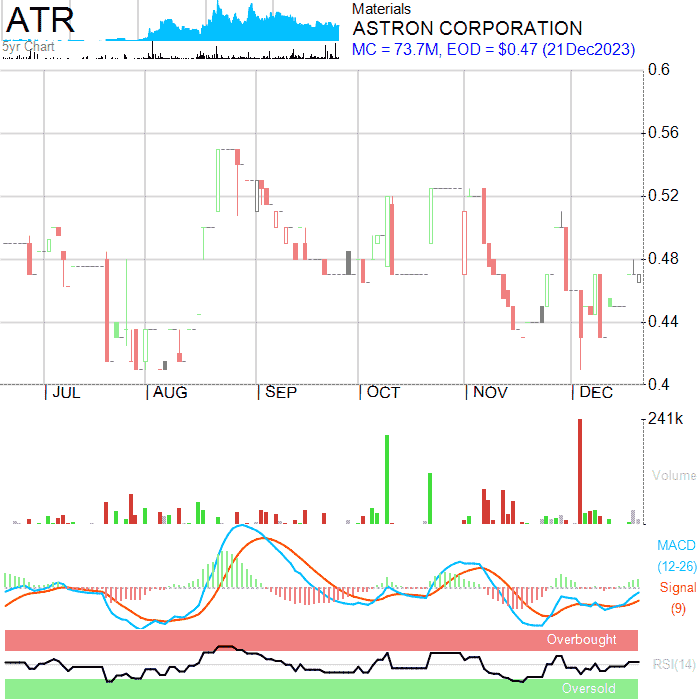 ATR
5yr Chart
Materials
ASTRON CORPORATION
MC = 73.7M, EOD = $0.47 (21Dec2023)
0.6
0.56
0.52
0.48
0.44
0.4
JUL AUG SEP OCT NOV DEC
241k
Volume
MACD
(12-26)
Signal
(9)
Overbought
RSI(14)
Oversold